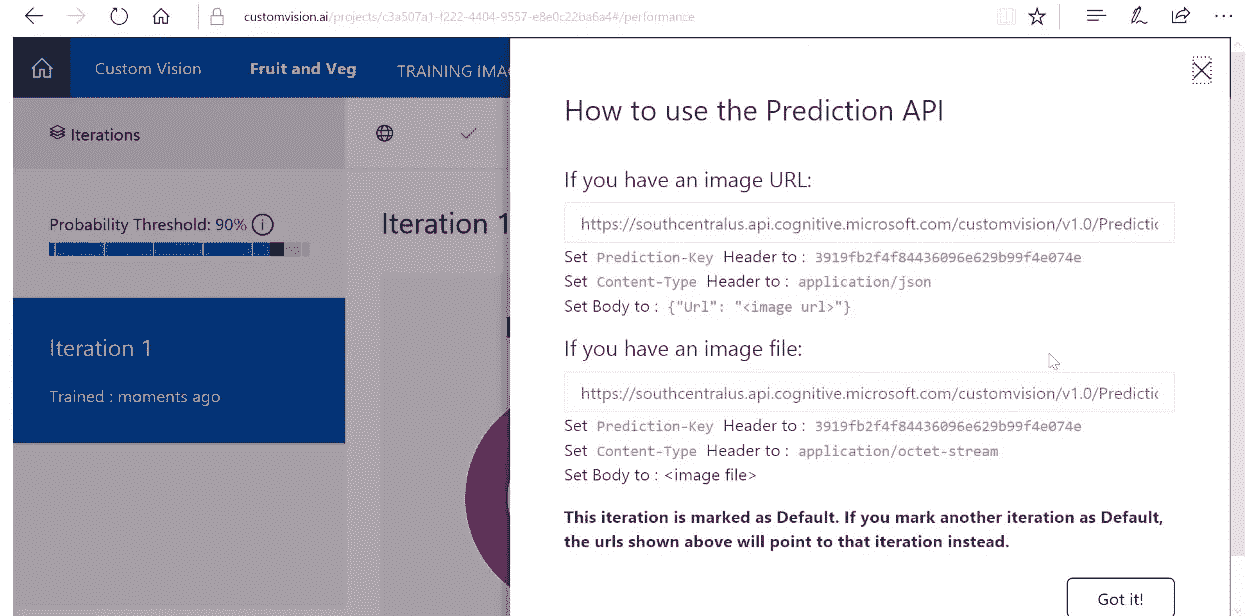 customvision.ai/projects/c3a507a1-f222-4404-9557-e8e0c22ba6a4#/performance
Custom Vision Fruit and Veg TRAINING IMA
Iterations
Probability Threshold: 90%
Iteration 1
Iteration 1
Trained : moments ago
How to use the Prediction API
If you have an image URL:
https://southcentralus.api.cognitive.microsoft.com/customvision/v1.0/Predictic
Set Prediction-Key Header to : 3919fb2f4f84436096e629b99f4e074e
Set Content-Type Header to : application/json
Set Body to : {"Url": "<image url>"}
If you have an image file:
https://southcentralus.api.cognitive.microsoft.com/customvision/v1.0/Predictic
Set Prediction-Key Header to : 3919fb2f4f84436096e629b99f4e074e
Set Content-Type Header to : application/octet-stream
Set Body to : <image file>
This iteration is marked as Default. If you mark another iteration as Default,
the urls shown above will point to that iteration instead.
Got it!